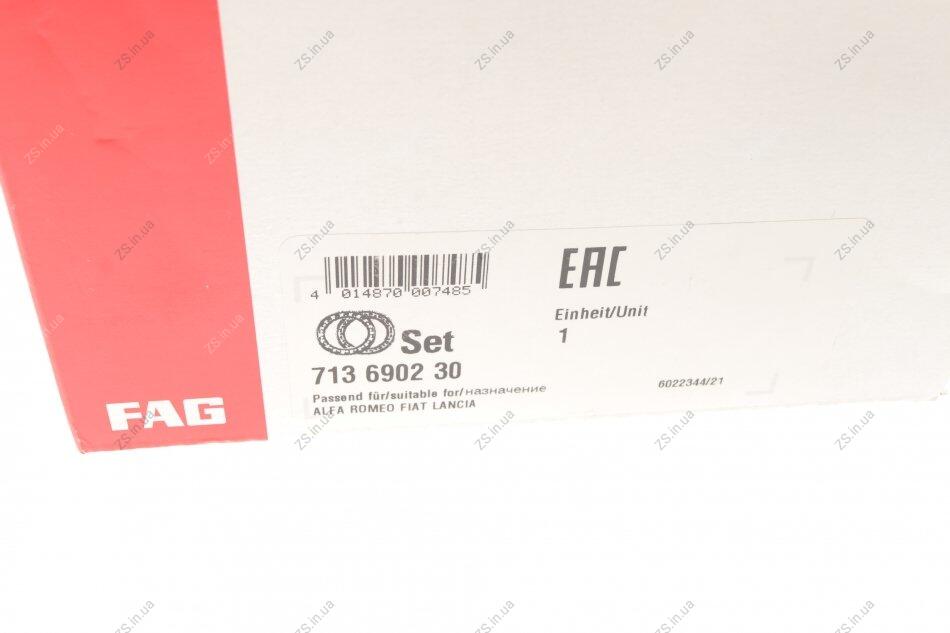 FAG
4 014870 007485
EAC
Einheit/Unit
1
Set
713 6902 30
Passend für/suitable for/назначение
ALFA ROMEO FIAT LANCIA
6022344/21
ZS.in.ua